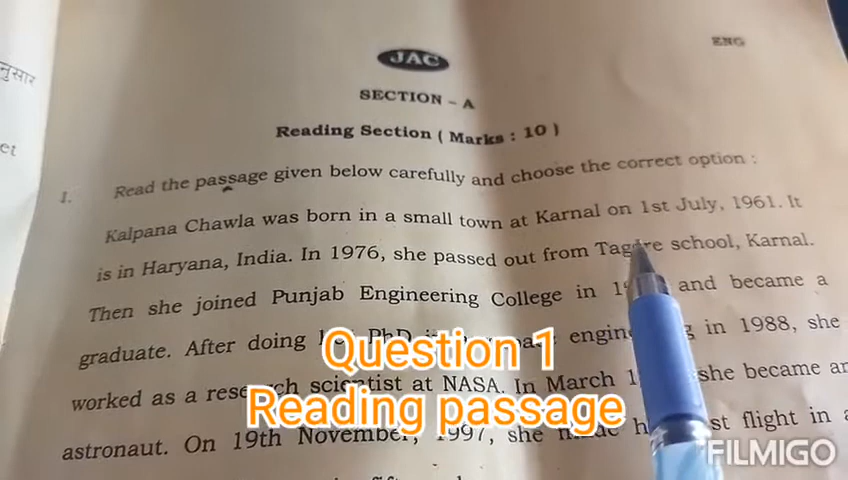 ENG
नुसार
et
JAC
SECTION - A
Reading Section ( Marks : 10 )
1. Read the passage given below carefully and choose the correct option :
Kalpana Chawla was born in a small town at Karnal on 1st July, 1961. It
is in Haryana, India. In 1976, she passed out from Tagore school, Karnal.
Then she joined Punjab Engineering College in and became a
graduate. After doing PhD in 1988, she
worked as a research scientist at NASA. In March she became an
astronaut. On 19th November, 1997, she flight in a
Question 1
Reading passage
FILMIGO